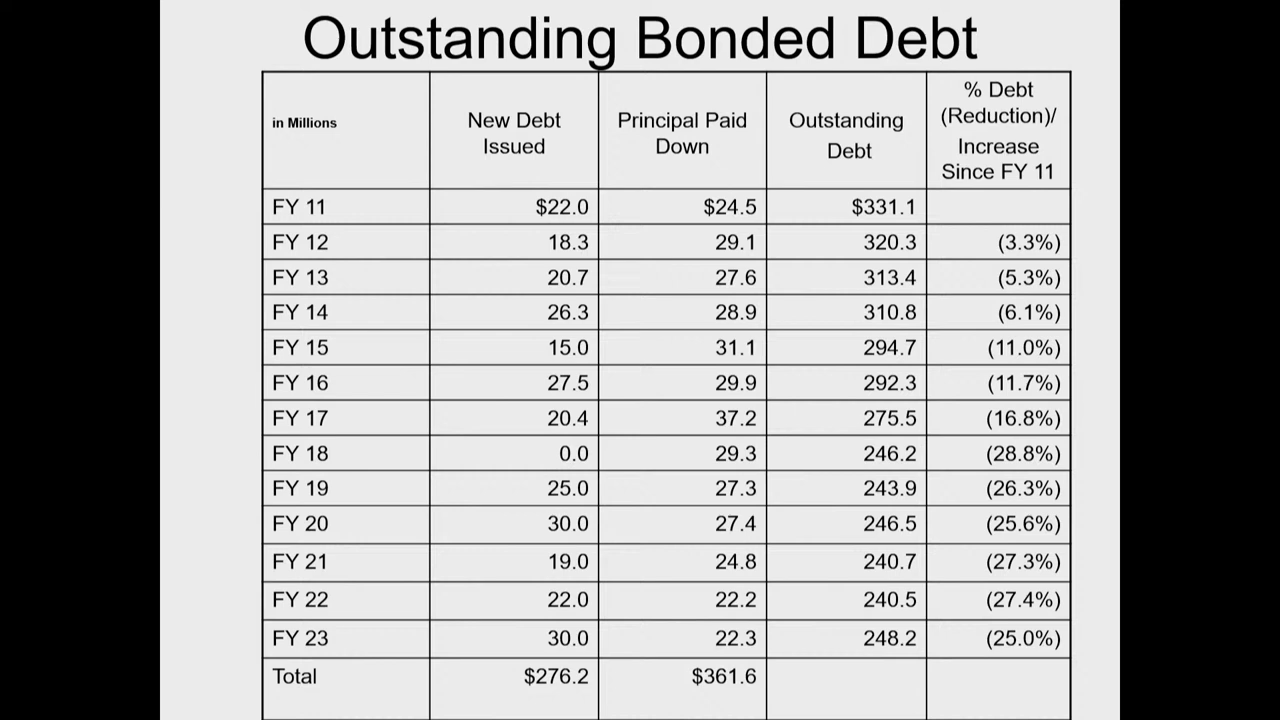 Outstanding Bonded Debt
in Millions
New Debt
Issued
Principal Paid
Down
Outstanding
Debt
% Debt
(Reduction)/
Increase
Since FY 11
FY 11 $22.0 $24.5 $331.1
FY 12 18.3 29.1 320.3 (3.3%)
FY 13 20.7 27.6 313.4 (5.3%)
FY 14 26.3 28.9 310.8 (6.1%)
FY 15 15.0 31.1 294.7 (11.0%)
FY 16 27.5 29.9 292.3 (11.7%)
FY 17 20.4 37.2 275.5 (16.8%)
FY 18 0.0 29.3 246.2 (28.8%)
FY 19 25.0 27.3 243.9 (26.3%)
FY 20 30.0 27.4 246.5 (25.6%)
FY 21 19.0 24.8 240.7 (27.3%)
FY 22 22.0 22.2 240.5 (27.4%)
FY 23 30.0 22.3 248.2 (25.0%)
Total $276.2 $361.6